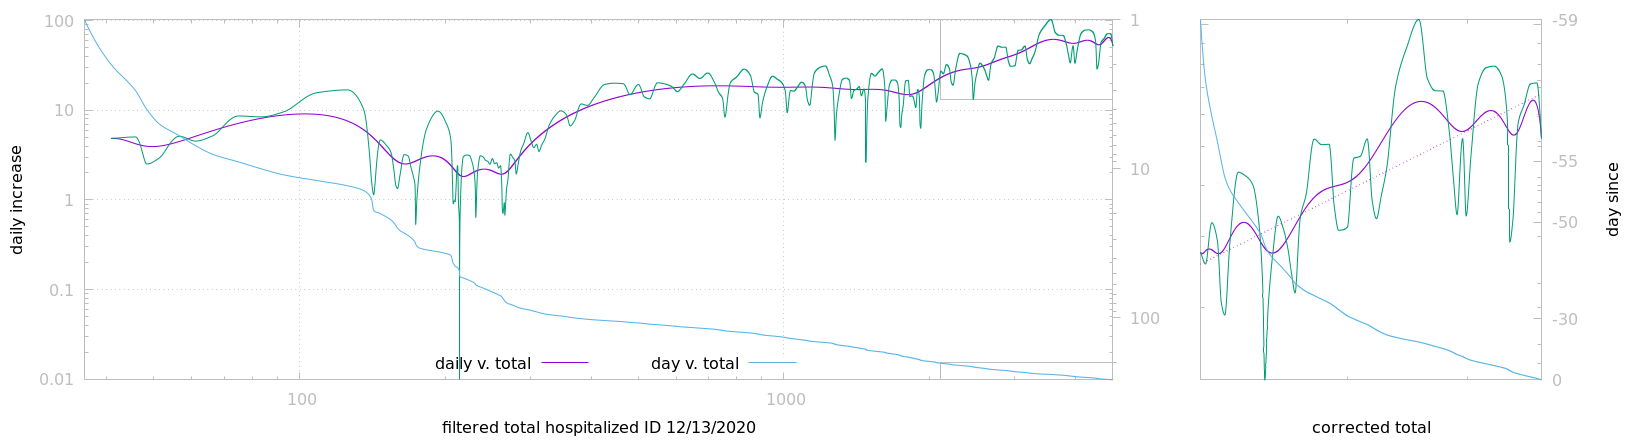 100
10
1
0.1
0.01
daily increase
100
1000
filtered total hospitalized ID 12/13/2020
daily v. total
day v. total
1
10
100
-59
-55
-50
-30
0
day since
corrected total